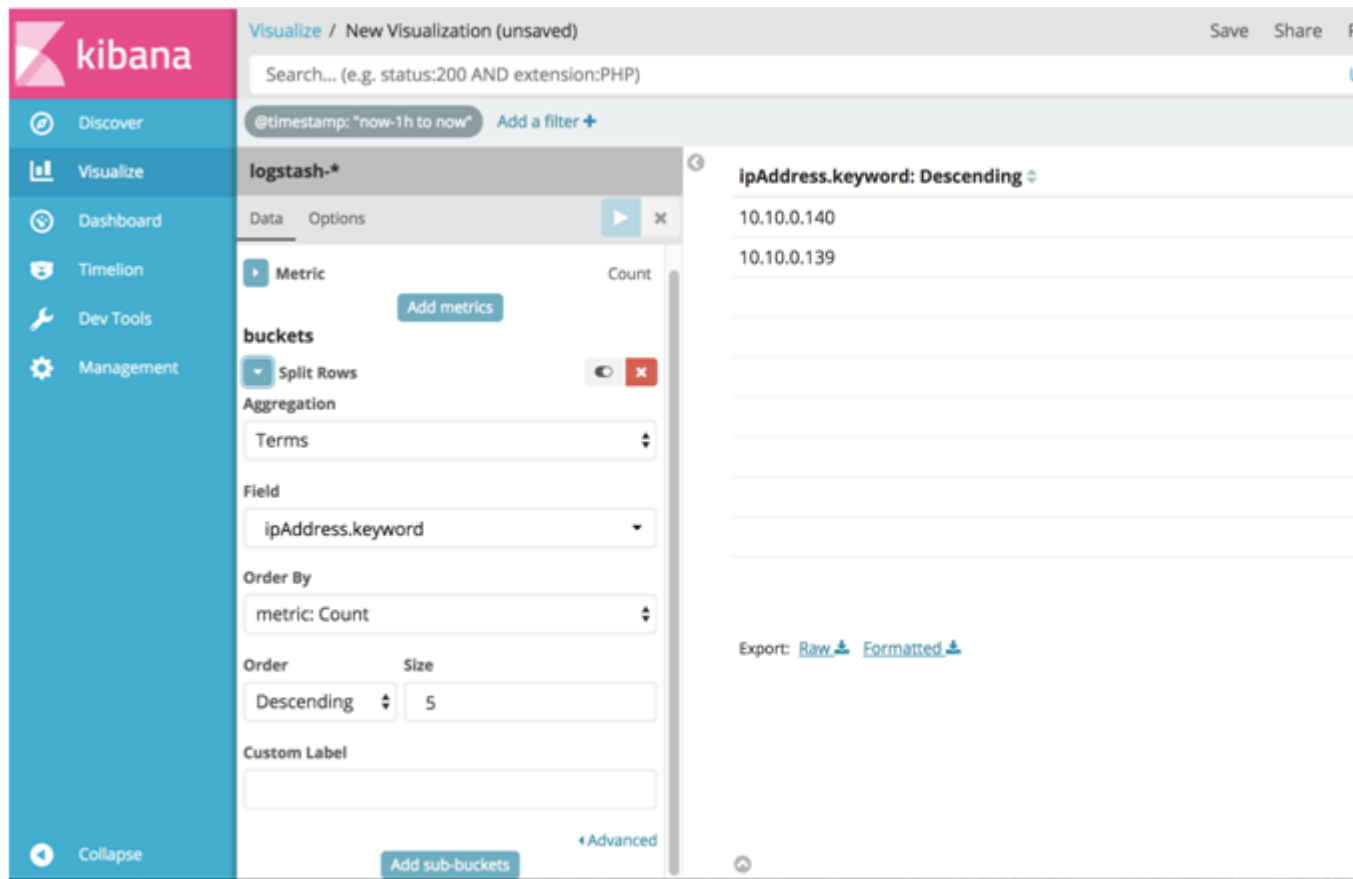 kibana
Discover
Visualize
Dashboard
Timelion
Dev Tools
Management
Collapse
Visualize / New Visualization (unsaved)
Save Share
Search... (e.g. status:200 AND extension:PHP)
@timestamp: "now-1h to now" Add a filter +
logstash-*
Data Options
Metric Count
Add metrics
buckets
Split Rows
Aggregation
Terms
Field
ipAddress.keyword
Order By
metric: Count
Order Size
Descending 5
Custom Label
Advanced
Add sub-buckets
ipAddress.keyword: Descending
10.10.0.140
10.10.0.139
Export: Raw Formatted